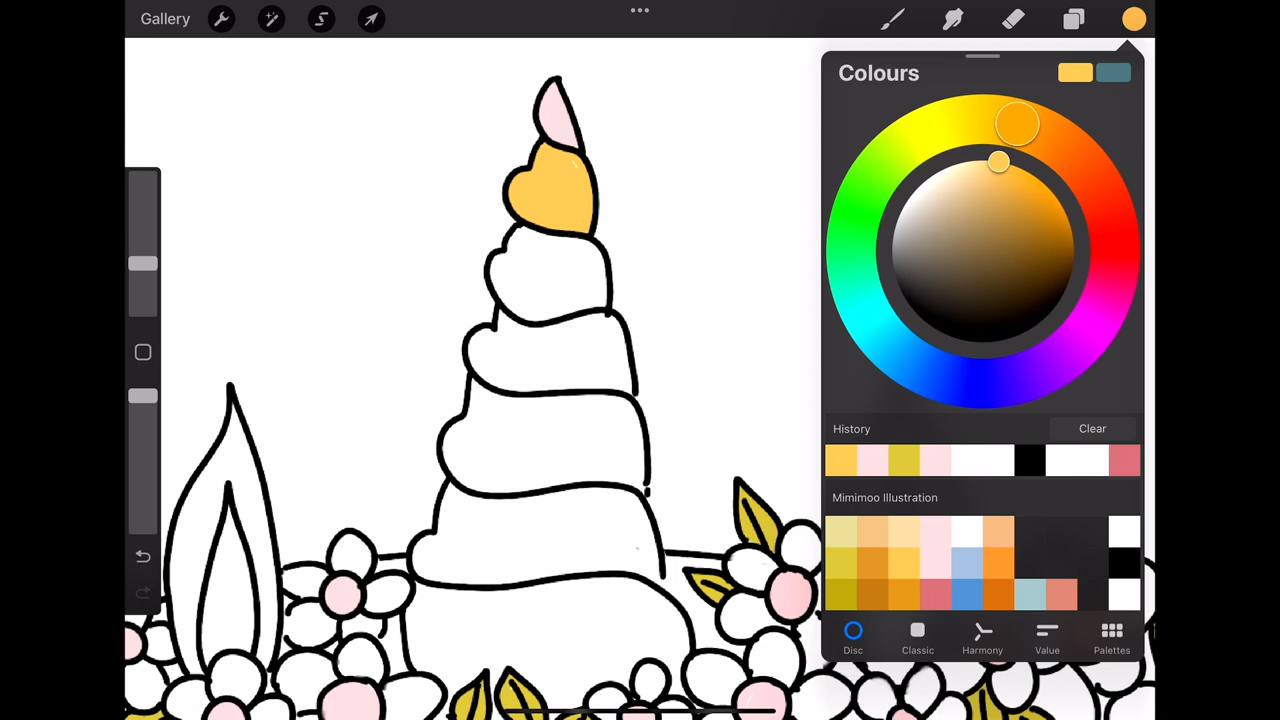 Gallery
Colours
History
Clear
Mimimoo Illustration
Disc
Classic
Harmony
Value
Palettes